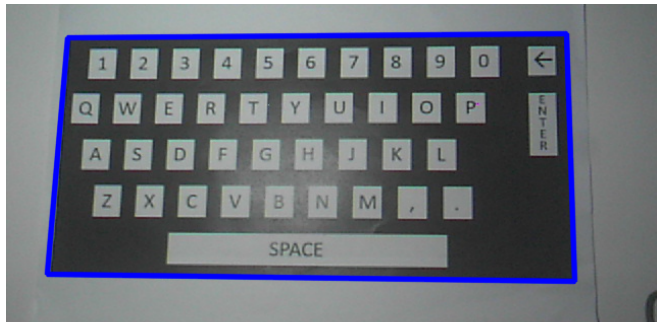 1 2 3 4 5 6 7 8 9 0 ←
Q W E R T Y U I O P
ENTER
A S D F G H J K L
Z X C V B N M , .
SPACE